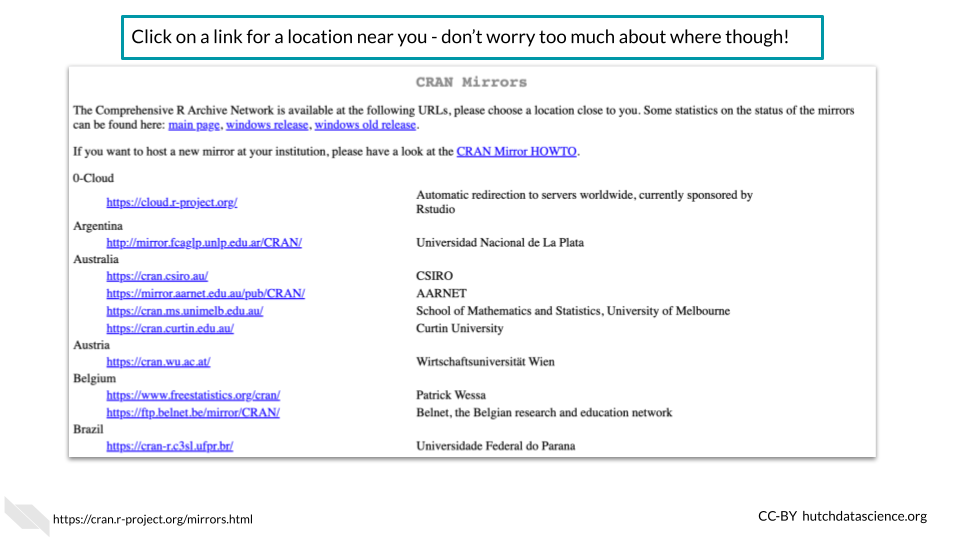 Click on a link for a location near you - don't worry too much about where though!
CRAN Mirrors
The Comprehensive R Archive Network is available at the following URLs, please choose a location close to you. Some statistics on the status of the mirrors
can be found here: main page, windows release, windows old release.
If you want to host a new mirror at your institution, please have a look at the CRAN Mirror HOWTO.
0-Cloud
https://cloud.r-project.org/ Automatic redirection to servers worldwide, currently sponsored by
Rstudio
Argentina
http://mirror.fcaglp.unlp.edu.ar/CRAN/ Universidad Nacional de La Plata
Australia
https://cran.csiro.au/ CSIRO
https://mirror.aarnet.edu.au/pub/CRAN/ AARNET
https://cran.ms.unimelb.edu.au/ School of Mathematics and Statistics, University of Melbourne
https://cran.curtin.edu.au/ Curtin University
Austria
https://cran.wu.ac.at/ Wirtschaftsuniversität Wien
Belgium
https://www.freestatistics.org/cran/ Patrick Wessa
https://ftp.belnet.be/mirror/CRAN/ Belnet, the Belgian research and education network
Brazil
https://cran-r.c3sl.ufpr.br/ Universidade Federal do Parana
https://cran.r-project.org/mirrors.html
CC-BY hutchdatascience.org